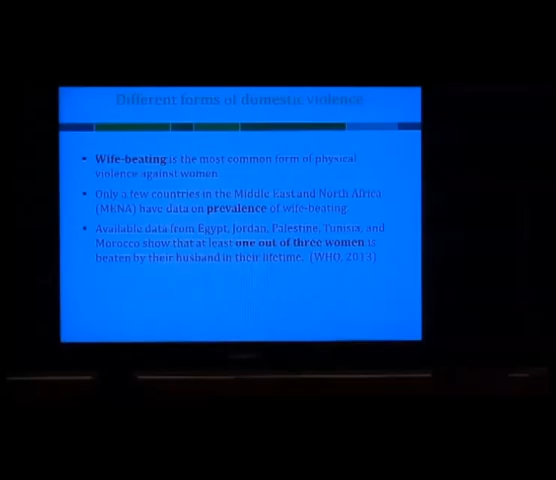 Different forms of domestic violence
• Wife-beating is the most common form of physical
violence against women
• Only a few countries in the Middle East and North Africa
(MENA) have data on prevalence of wife-beating.
• Available data from Egypt, Jordan, Palestine, Tunisia, and
Morocco show that at least one out of three women is
beaten by their husband in their lifetime. (WHO, 2013)